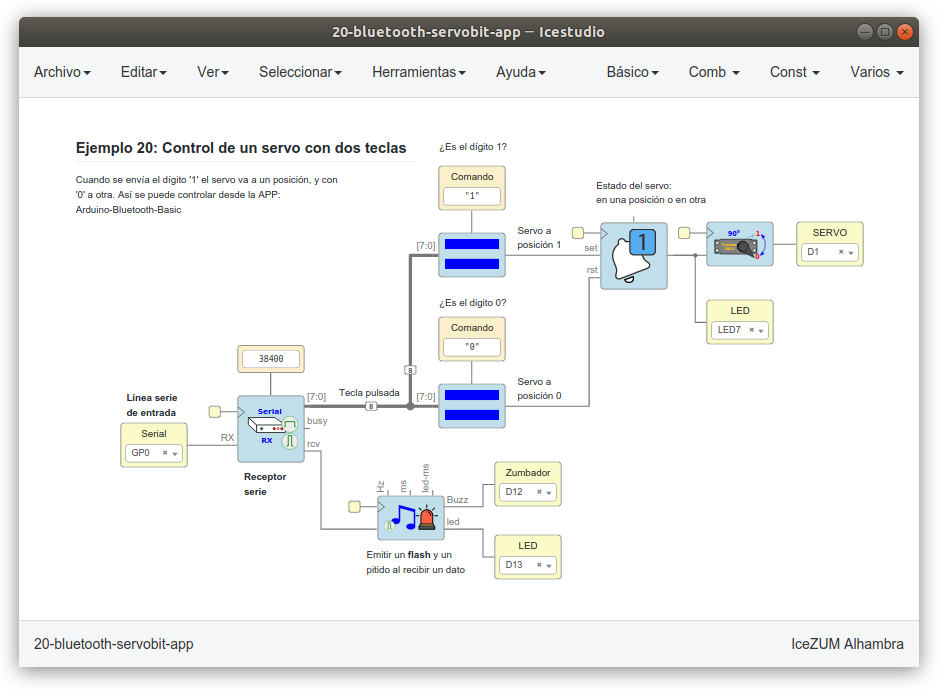 20-bluetooth-servobit-app — Icestudio
Archivo Editar Ver Seleccionar Herramientas Ayuda Básico Comb Const Varios
Ejemplo 20: Control de un servo con dos teclas
Cuando se envía el dígito '1' el servo va a un posición, y con
'0' a otra. Así se puede controlar desde la APP:
Arduino-Bluetooth-Basic
¿Es el dígito 1?
Comando
"1"
[7:0]
Servo a
posición 1
Estado del servo:
en una posición o en otra
set
rst
1
90º
1
0
SERVO
D1
LED
LED7
¿Es el digito 0?
Comando
"0"
8
[7:0]
Servo a
posición 0
38400
Línea serie
de entrada
Serial
GP0
RX
Serial
RX
[7:0]
busy
rcv
Tecla pulsada
8
Receptor
serie
Hz
ms
led-ms
Buzz
led
Emitir un flash y un
pitido al recibir un dato
Zumbador
D12
LED
D13
20-bluetooth-servobit-app
IceZUM Alhambra